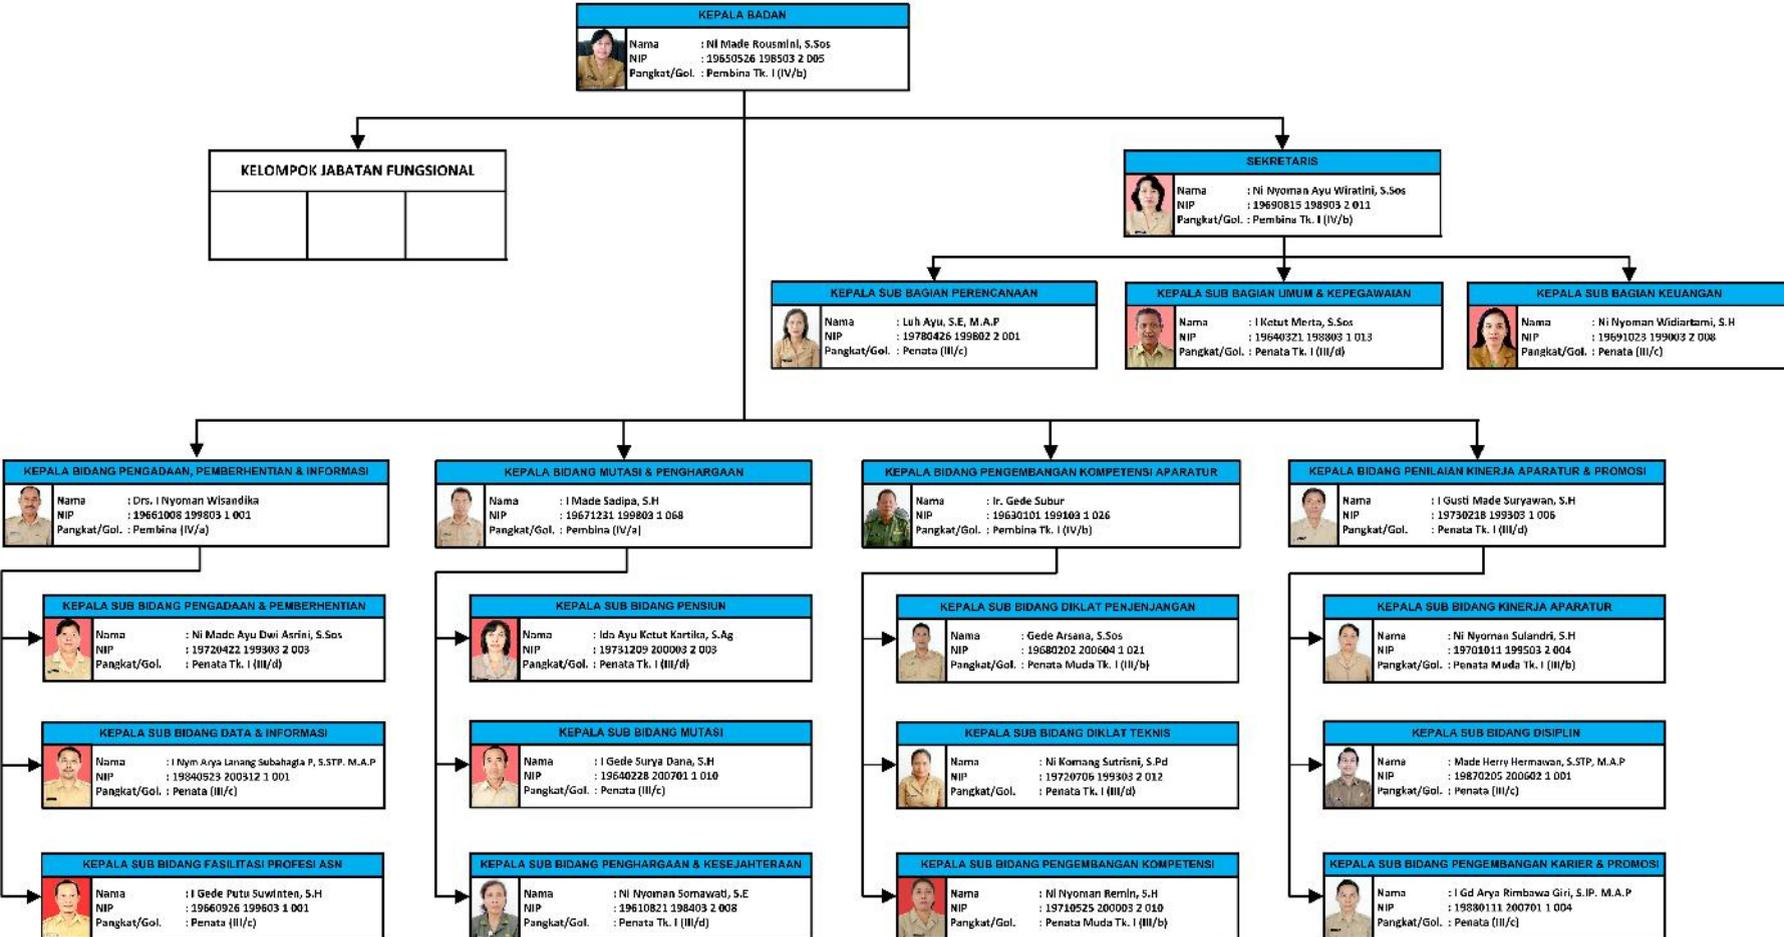 KEPALA BADAN
Nama : Ni Made Rousmini, S.Sos
NIP : 19650526 198503 2 005
Pangkat/Gol. : Pembina Tk. I (IV/b)
KELOMPOK JABATAN FUNGSIONAL
SEKRETARIS
Nama : Ni Nyoman Ayu Wiratini, S.Sos
NIP : 19690815 198903 2 011
Pangkat/Gol. : Pembina Tk. I (IV/b)
KEPALA SUB BAGIAN PERENCANAAN
Nama : Luh Ayu, S.E, M.A.P
NIP : 19780426 199802 2 001
Pangkat/Gol. : Penata (III/c)
KEPALA SUB BAGIAN UMUM & KEPEGAWAIAN
Nama : I Ketut Merta, S.Sos
NIP : 19640321 198803 1 013
Pangkat/Gol. : Penata Tk. I (III/d)
KEPALA SUB BAGIAN KEUANGAN
Nama : Ni Nyoman Widiartami, S.H
NIP : 19691023 199003 2 008
Pangkat/Gol. : Penata (III/c)
KEPALA BIDANG PENGADAAN, PEMBERHENTIAN & INFORMASI
Nama : Drs. I Nyoman Wisandika
NIP : 19661008 199803 1 001
Pangkat/Gol. : Pembina (IV/a)
KEPALA BIDANG MUTASI & PENGHARGAAN
Nama : I Made Sadipa, S.H
NIP : 19671231 199803 1 068
Pangkat/Gol. : Pembina (IV/a)
KEPALA BIDANG PENGEMBANGAN KOMPETENSI APARATUR
Nama : Ir. Gede Subur
NIP : 19630101 199103 1 026
Pangkat/Gol. : Pembina Tk. I (IV/b)
KEPALA BIDANG PENILAIAN KINERJA APARATUR & PROMOSI
Nama : I Gusti Made Suryawan, S.H
NIP : 19730218 199303 1 006
Pangkat/Gol. : Penata Tk. I (III/d)
KEPALA SUB BIDANG PENGADAAN & PEMBERHENTIAN
Nama : Ni Made Ayu Dwi Asrini, S.Sos
NIP : 19720422 199303 2 003
Pangkat/Gol. : Penata Tk. I (III/d)
KEPALA SUB BIDANG PENSIUN
Nama : Ida Ayu Ketut Kartika, S.Ag
NIP : 19731209 200003 2 003
Pangkat/Gol. : Penata Tk. I (III/d)
KEPALA SUB BIDANG DIKLAT PENJENJANGAN
Nama : Gede Arsana, S.Sos
NIP : 19680202 200604 1 021
Pangkat/Gol. : Penata Muda Tk. I (III/b)
KEPALA SUB BIDANG KINERJA APARATUR
Nama : Ni Nyoman Sulandri, S.H
NIP : 19701011 199503 2 004
Pangkat/Gol. : Penata Muda Tk. I (III/b)
KEPALA SUB BIDANG DATA & INFORMASI
Nama : I Nym Arya Lanang Subahagia P, S.STP. M.A.P
NIP : 19840523 200312 1 001
Pangkat/Gol. : Penata (III/c)
KEPALA SUB BIDANG MUTASI
Nama : I Gede Surya Dana, S.H
NIP : 19640228 200701 1 010
Pangkat/Gol. : Penata (III/c)
KEPALA SUB BIDANG DIKLAT TEKNIS
Nama : Ni Komang Sutrisni, S.Pd
NIP : 19720706 199303 2 012
Pangkat/Gol. : Penata Tk. I (III/d)
KEPALA SUB BIDANG DISIPLIN
Nama : Made Herry Hermawan, S.STP, M.A.P
NIP : 19870205 200602 1 001
Pangkat/Gol. : Penata (III/c)
KEPALA SUB BIDANG FASILITASI PROFESI ASN
Nama : I Gede Putu Suwinten, S.H
NIP : 19660926 199603 1 001
Pangkat/Gol. : Penata (III/c)
KEPALA SUB BIDANG PENGHARGAAN & KESEJAHTERAAN
Nama : Ni Nyoman Somawati, S.E
NIP : 19610821 198403 2 008
Pangkat/Gol. : Penata Tk. I (III/d)
KEPALA SUB BIDANG PENGEMBANGAN KOMPETENSI
Nama : Ni Nyoman Remin, S.H
NIP : 19710525 200003 2 010
Pangkat/Gol. : Penata Muda Tk. I (III/b)
KEPALA SUB BIDANG PENGEMBANGAN KARIER & PROMOSI
Nama : I Gd Arya Rimbawa Giri, S.IP. M.A.P
NIP : 19880111 200701 1 004
Pangkat/Gol. : Penata (III/c)